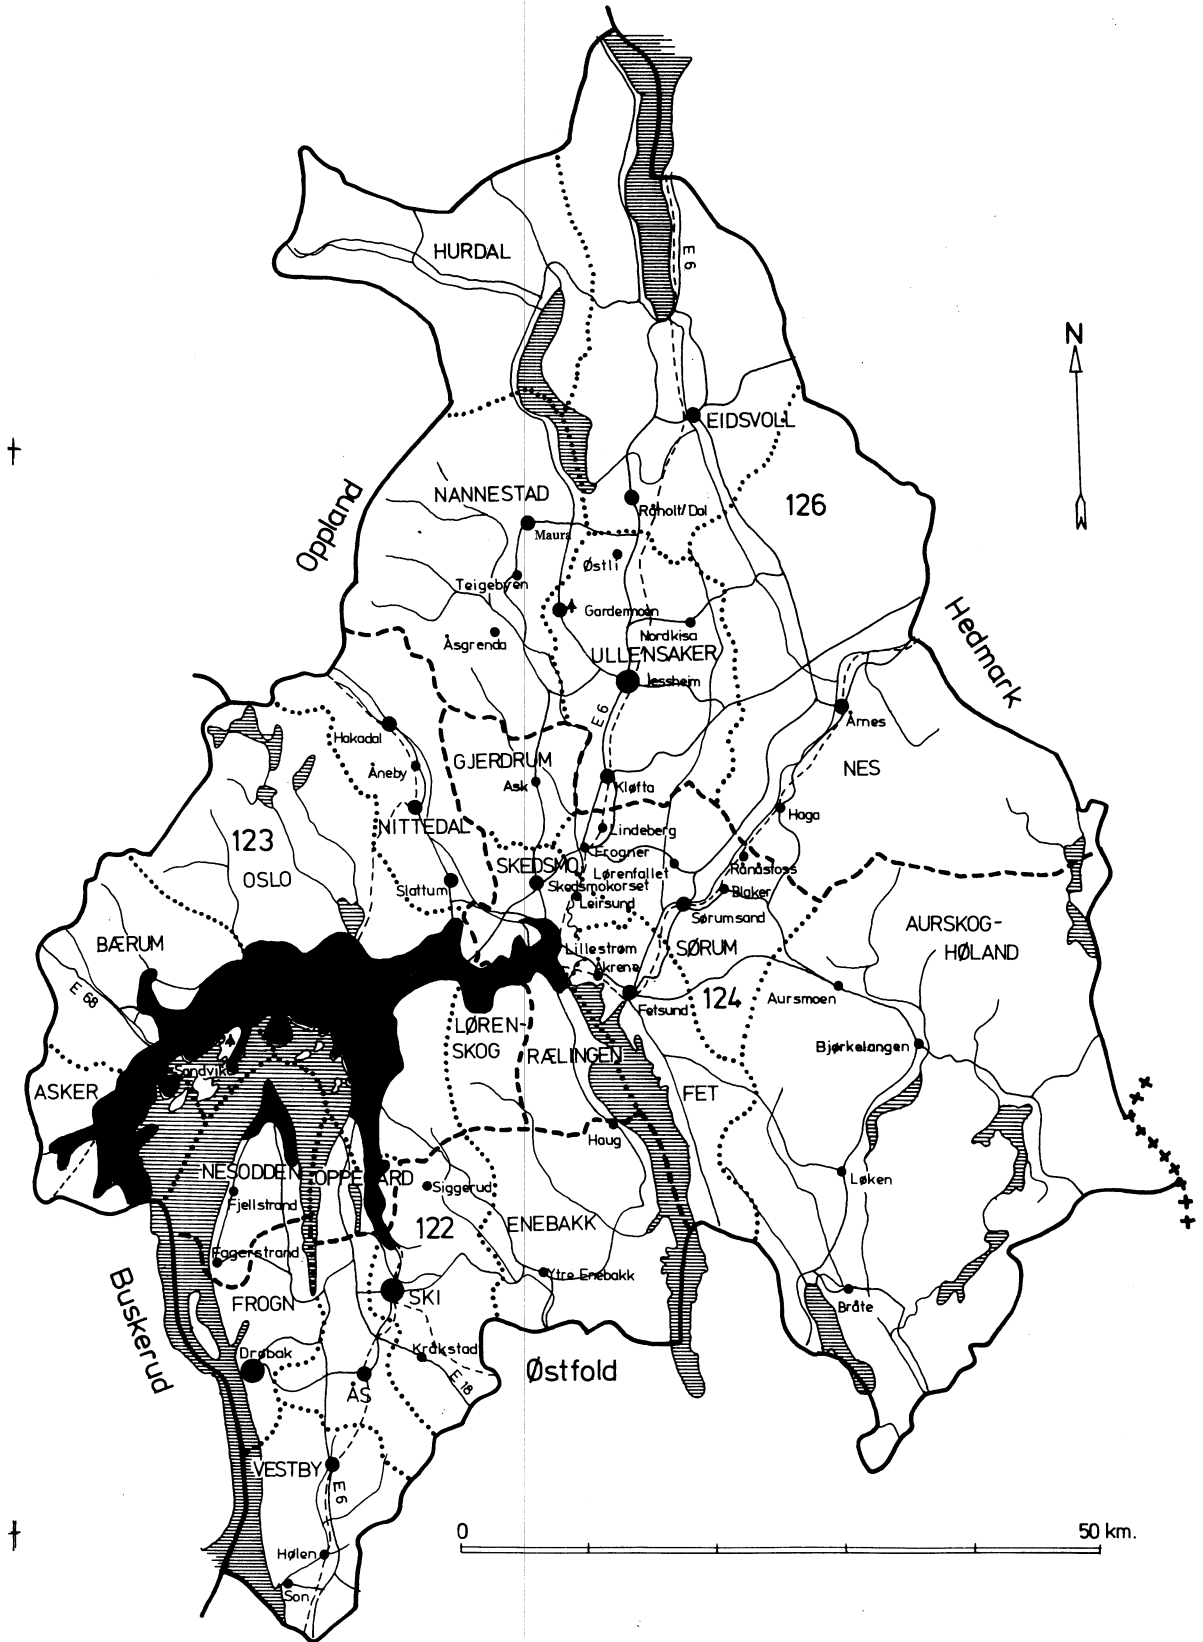 HURDAL
E 6
N
EIDSVOLL
NANNESTAD
126
Råholt/Dal
Oppland
Maura
Østli
Teigebyen
Gardermoen
Nordkisa
Åsgrenda
ULLENSAKER
Hedmark
Jessheim
E 6
Årnes
Hakadal
GJERDRUM
NES
Åneby
Ask
Kløfta
Haga
NITTEDAL
Lindeberg
123
Frogner
SKEDSMO
Lørenfallet
Rånåsfoss
OSLO
Slattum
Skedsmokorset
Blaker
Leirsund
Sørumsand
AURSKOG-
HØLAND
BÆRUM
Lillestrøm
SØRUM
Åkrene
E 68
124
Aursmoen
Fetsund
LØREN-
SKOG
RÆLINGEN
Bjørkelangen
Sandvika
ASKER
FET
Haug
NESODDEN
OPPEGÅRD
Siggerud
Løken
Fjellstrand
122
ENEBAKK
Fagerstrand
Ytre Enebakk
Buskerud
FROGN
SKI
Bråte
Drøbak
Kråkstad
Østfold
E 18
ÅS
VESTBY
E 6
0
50 km.
Hølen
Son